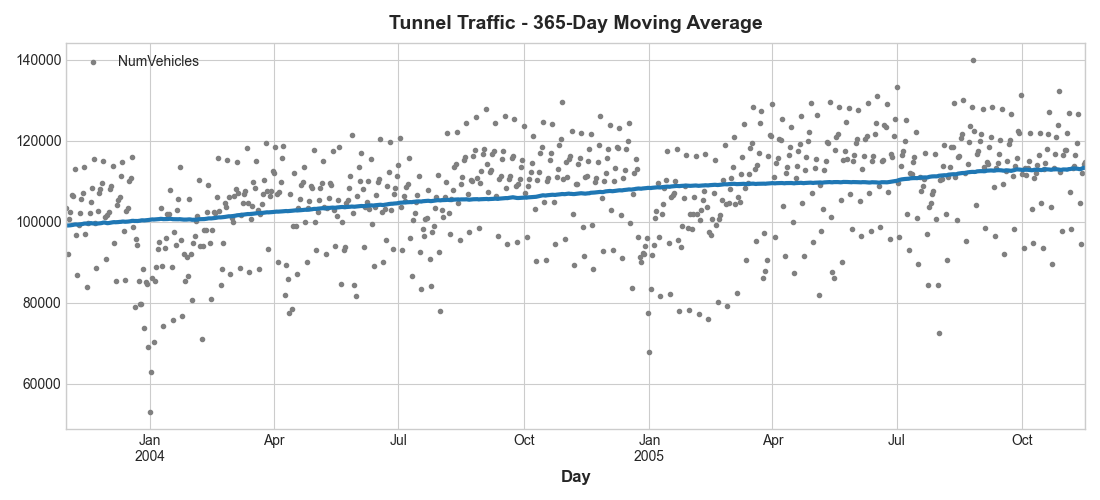 Tunnel Traffic - 365-Day Moving Average
NumVehicles
140000
120000
100000
80000
60000
Jan
2004
Apr
Jul
Oct
Jan
2005
Apr
Jul
Oct
Day